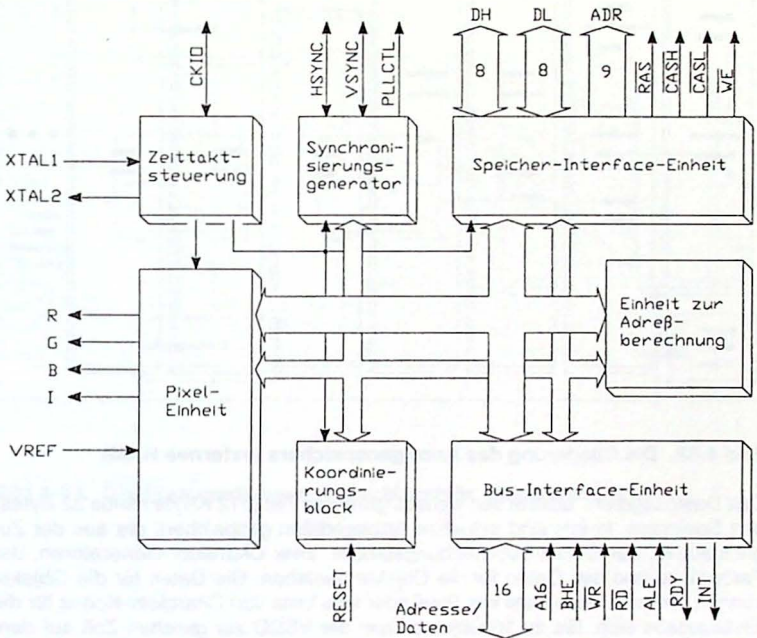 DH DL ADR
CKIO
HSYNC
VSYNC
PLLCTL
8 8 9
RAS
CASH
CASL
WE
XTAL1
XTAL2
Zeittakt-
steuerung
Synchroni-
sierungs-
generator
Speicher-Interface-Einheit
R
G
B
I
VREF
Pixel-
Einheit
Einheit zur
Adreß-
berechnung
Koordinie-
rungs-
block
Bus-Interface-Einheit
RESET
Adresse/
Daten
16
A16
BHE
WR
RD
ALE
RDY
INT